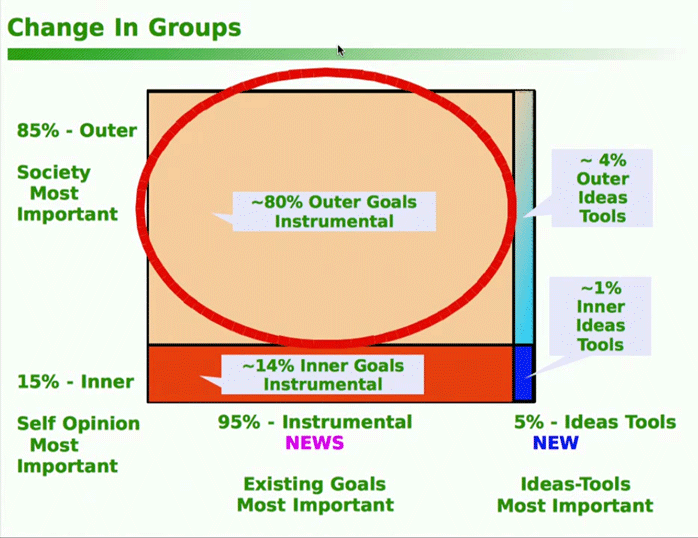 Change In Groups
85% - Outer
Society
Most
Important
~80% Outer Goals
Instrumental
~ 4%
Outer
Ideas
Tools
~1%
Inner
Ideas
Tools
~14% Inner Goals
Instrumental
15% - Inner
Self Opinion
Most
Important
95% - Instrumental
NEWS
Existing Goals
Most Important
5% - Ideas Tools
NEW
Ideas-Tools
Most Important